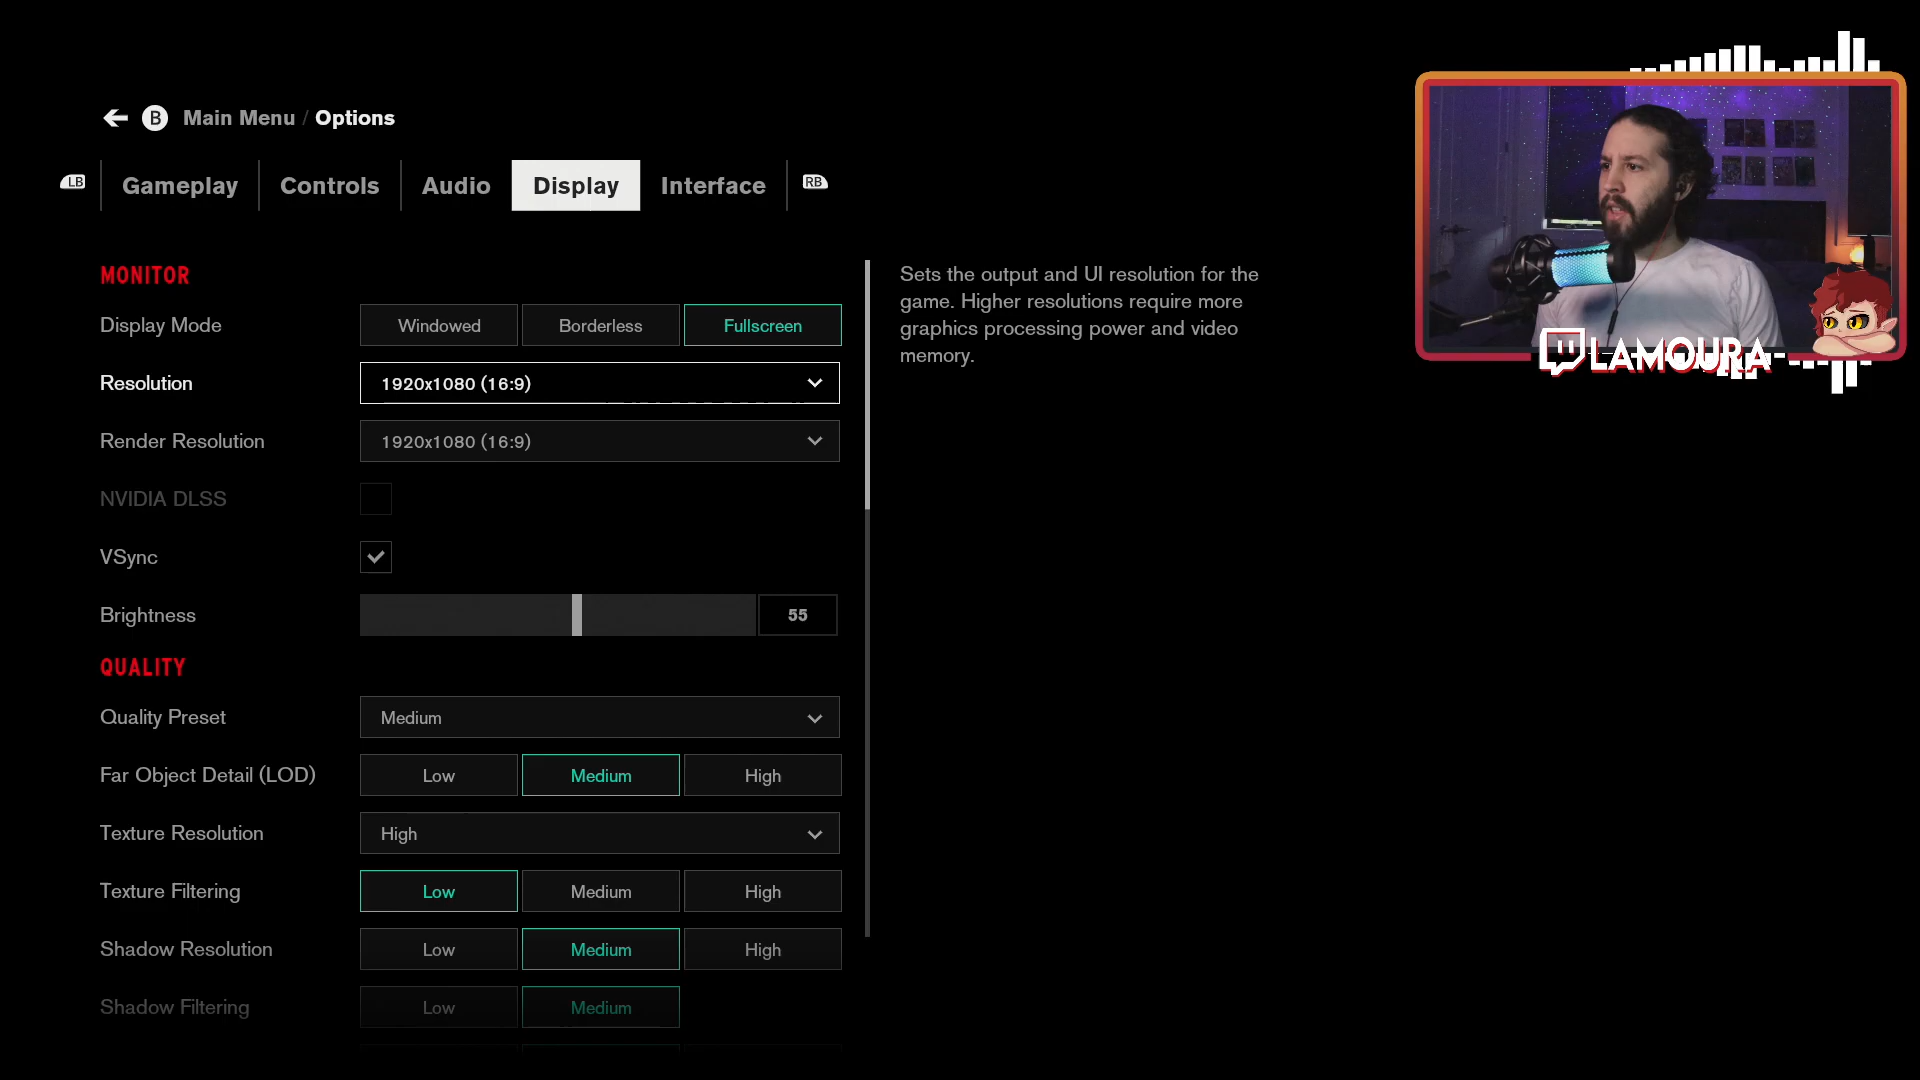 B Main Menu / Options
LB Gameplay Controls Audio Display Interface RB
MONITOR
Display Mode Windowed Borderless Fullscreen
Resolution 1920x1080 (16:9)
Render Resolution 1920x1080 (16:9)
NVIDIA DLSS
VSync
Brightness 55
QUALITY
Quality Preset Medium
Far Object Detail (LOD) Low Medium High
Texture Resolution High
Texture Filtering Low Medium High
Shadow Resolution Low Medium High
Shadow Filtering Low Medium
Sets the output and UI resolution for the
game. Higher resolutions require more
graphics processing power and video
memory.
LAMOURA